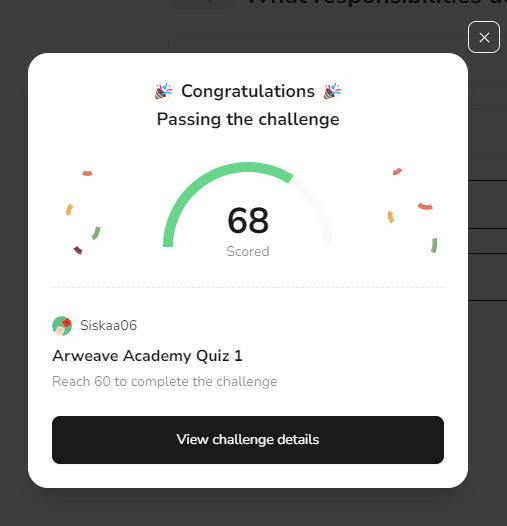 What responsibilities d
Congratulations
Passing the challenge
68
Scored
Siskaa06
Arweave Academy Quiz 1
Reach 60 to complete the challenge
View challenge details